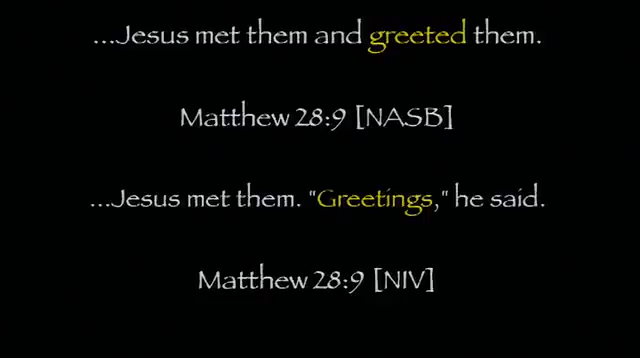 ...Jesus met them and greeted them.
Matthew 28:9 [NASB]
...Jesus met them. "Greetings," he said.
Matthew 28:9 [NIV]